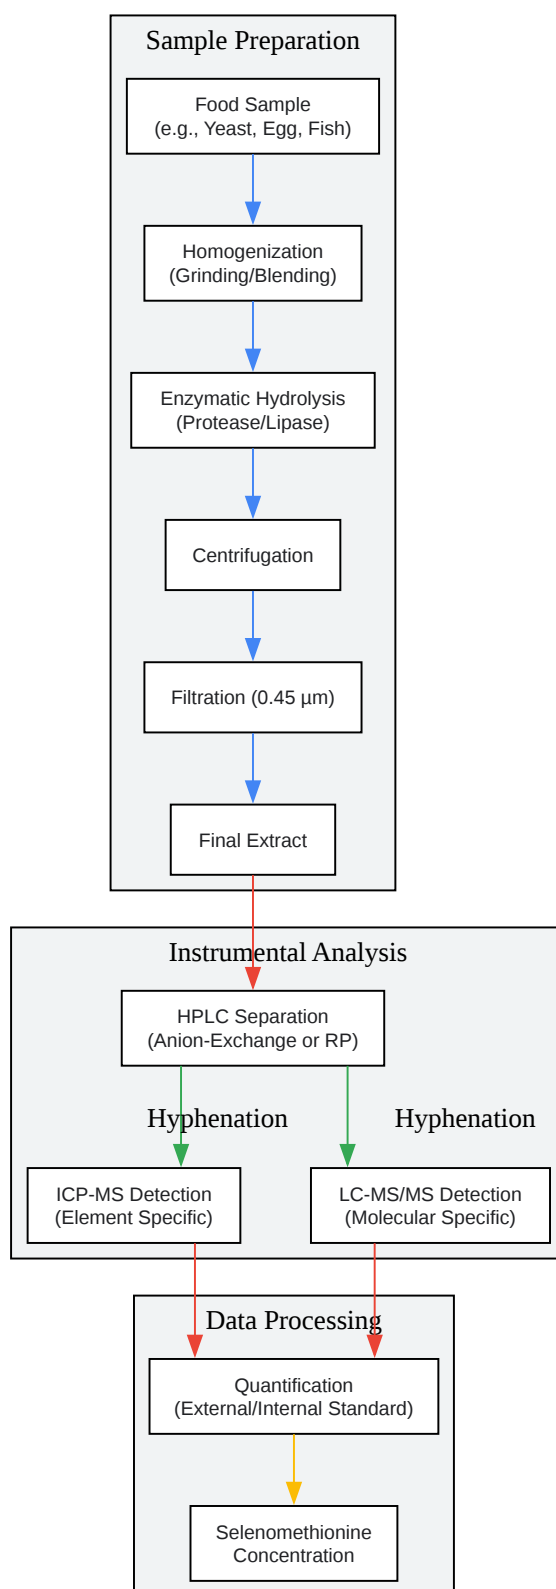 Sample Preparation
Food Sample
(e.g., Yeast, Egg, Fish)
Homogenization
(Grinding/Blending)
Enzymatic Hydrolysis
(Protease/Lipase)
Centrifugation
Filtration (0.45 µm)
Final Extract
Instrumental Analysis
HPLC Separation
(Anion-Exchange or RP)
Hyphenation
Hyphenation
ICP-MS Detection
(Element Specific)
LC-MS/MS Detection
(Molecular Specific)
Data Processing
Quantification
(External/Internal Standard)
Selenomethionine
Concentration